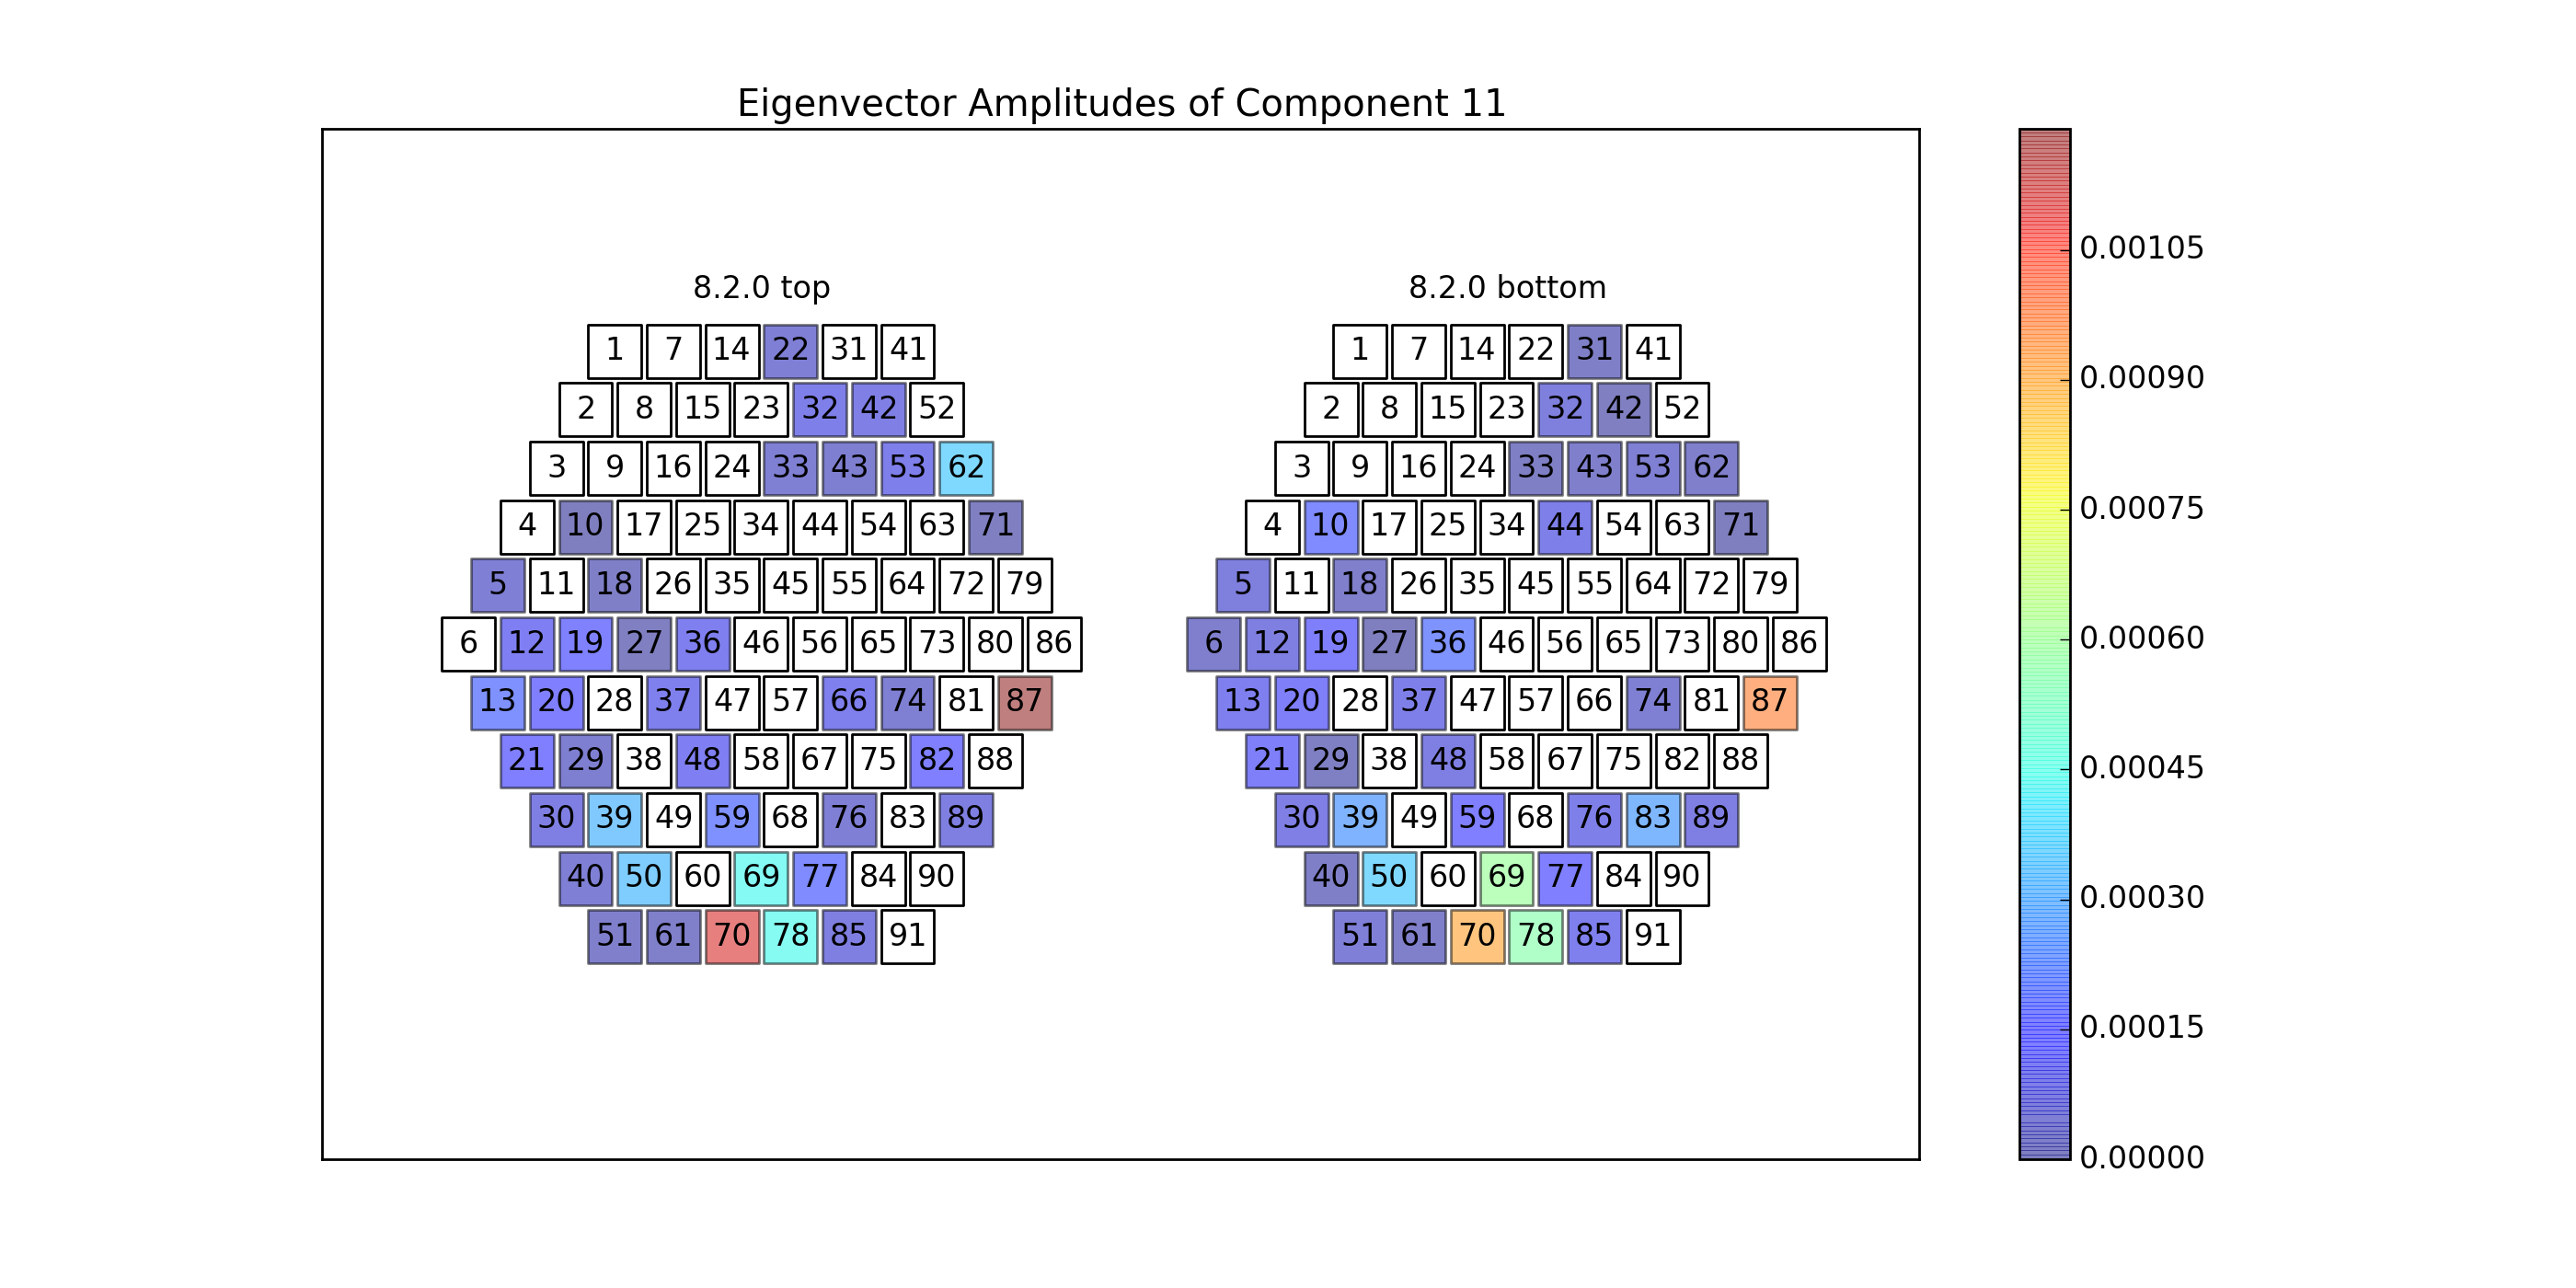 Eigenvector Amplitudes of Component 11
8.2.0 top
1 7 14 22 31 41
2 8 15 23 32 42 52
3 9 16 24 33 43 53 62
4 10 17 25 34 44 54 63 71
5 11 18 26 35 45 55 64 72 79
6 12 19 27 36 46 56 65 73 80 86
13 20 28 37 47 57 66 74 81 87
21 29 38 48 58 67 75 82 88
30 39 49 59 68 76 83 89
40 50 60 69 77 84 90
51 61 70 78 85 91
8.2.0 bottom
1 7 14 22 31 41
2 8 15 23 32 42 52
3 9 16 24 33 43 53 62
4 10 17 25 34 44 54 63 71
5 11 18 26 35 45 55 64 72 79
6 12 19 27 36 46 56 65 73 80 86
13 20 28 37 47 57 66 74 81 87
21 29 38 48 58 67 75 82 88
30 39 49 59 68 76 83 89
40 50 60 69 77 84 90
51 61 70 78 85 91
0.00105
0.00090
0.00075
0.00060
0.00045
0.00030
0.00015
0.00000